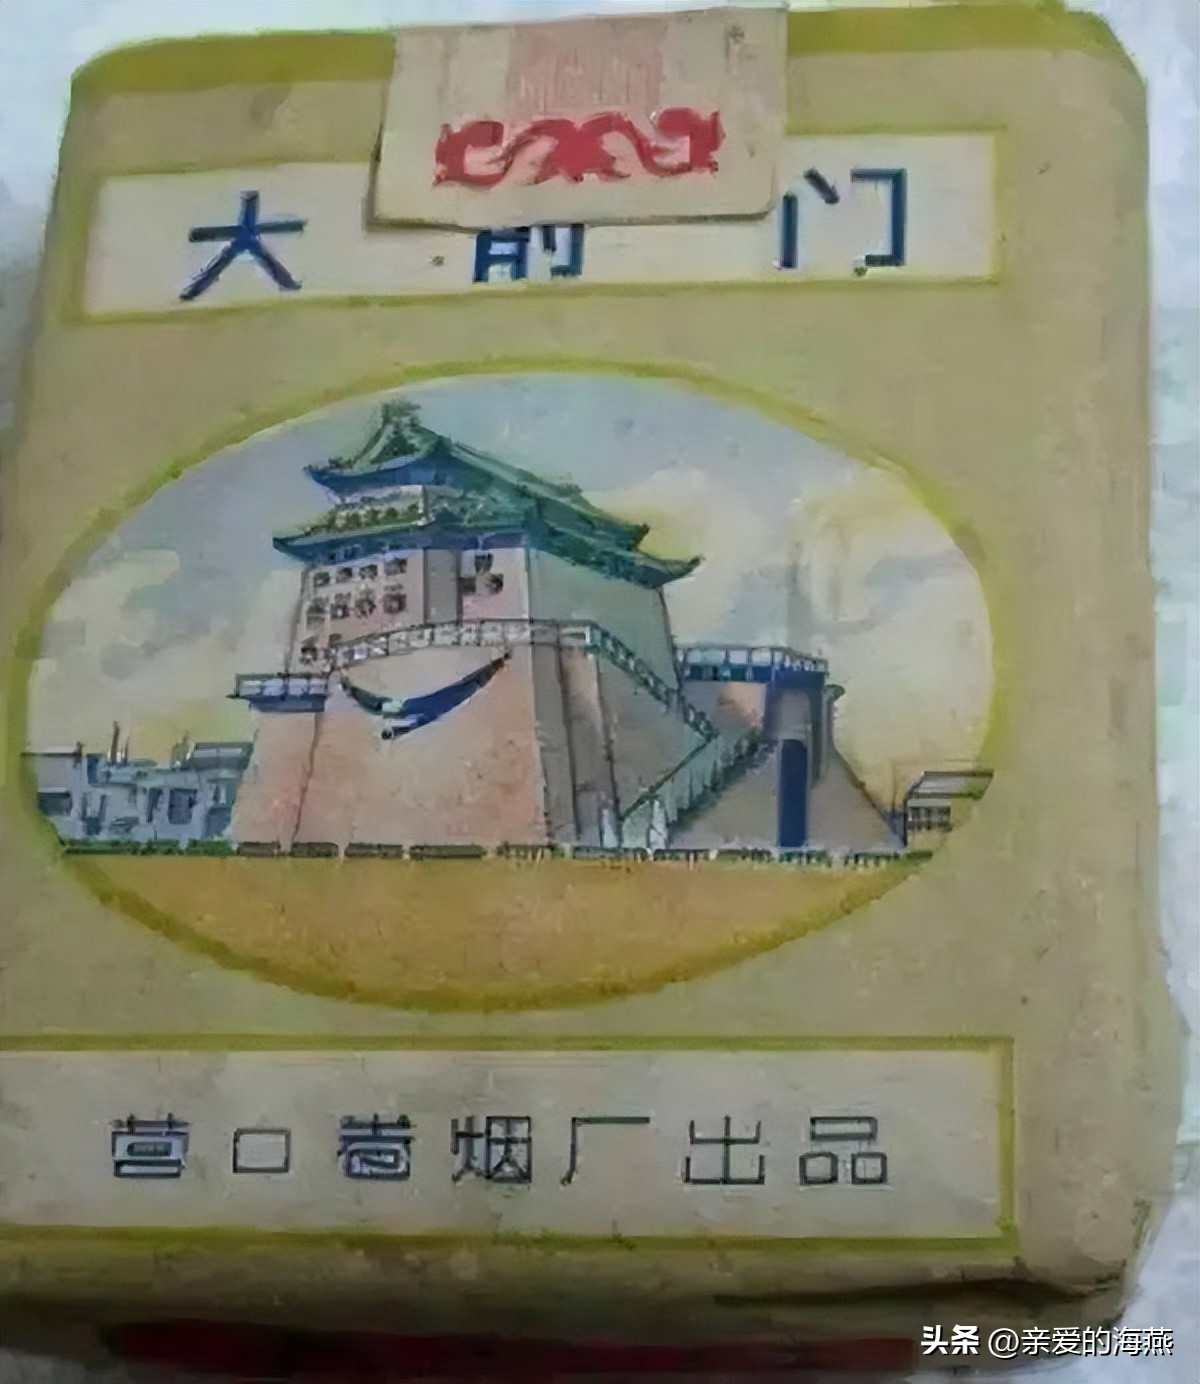 大前门
营口卷烟厂出品
头条 @亲爱的海燕